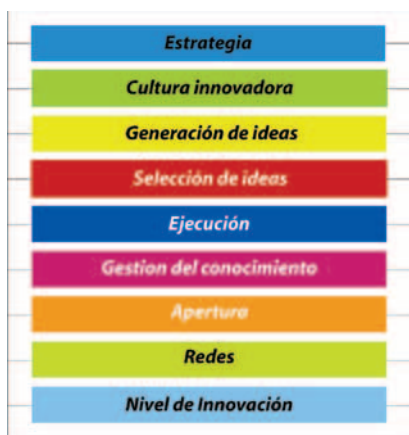 Estrategia
Cultura innovadora
Generación de ideas
Selección de ideas
Ejecución
Gestion del conocimiento
Apertura
Redes
Nivel de Innovación